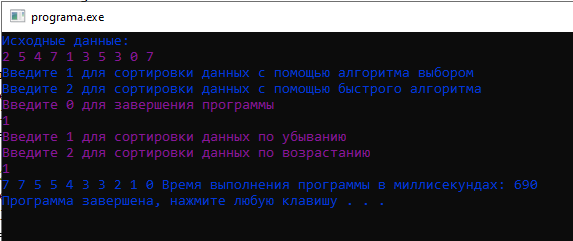 programa.exe
Исходные данные:
2 5 4 7 1 3 5 3 0 7
Введите 1 для сортировки данных с помощью алгоритма выбором
Введите 2 для сортировки данных с помощью быстрого алгоритма
Введите 0 для завершения программы
1
Введите 1 для сортировки данных по убыванию
Введите 2 для сортировки данных по возрастанию
1
7 7 5 5 4 3 3 2 1 0 Время выполнения программы в миллисекундах: 690
Программа завершена, нажмите любую клавишу . . .